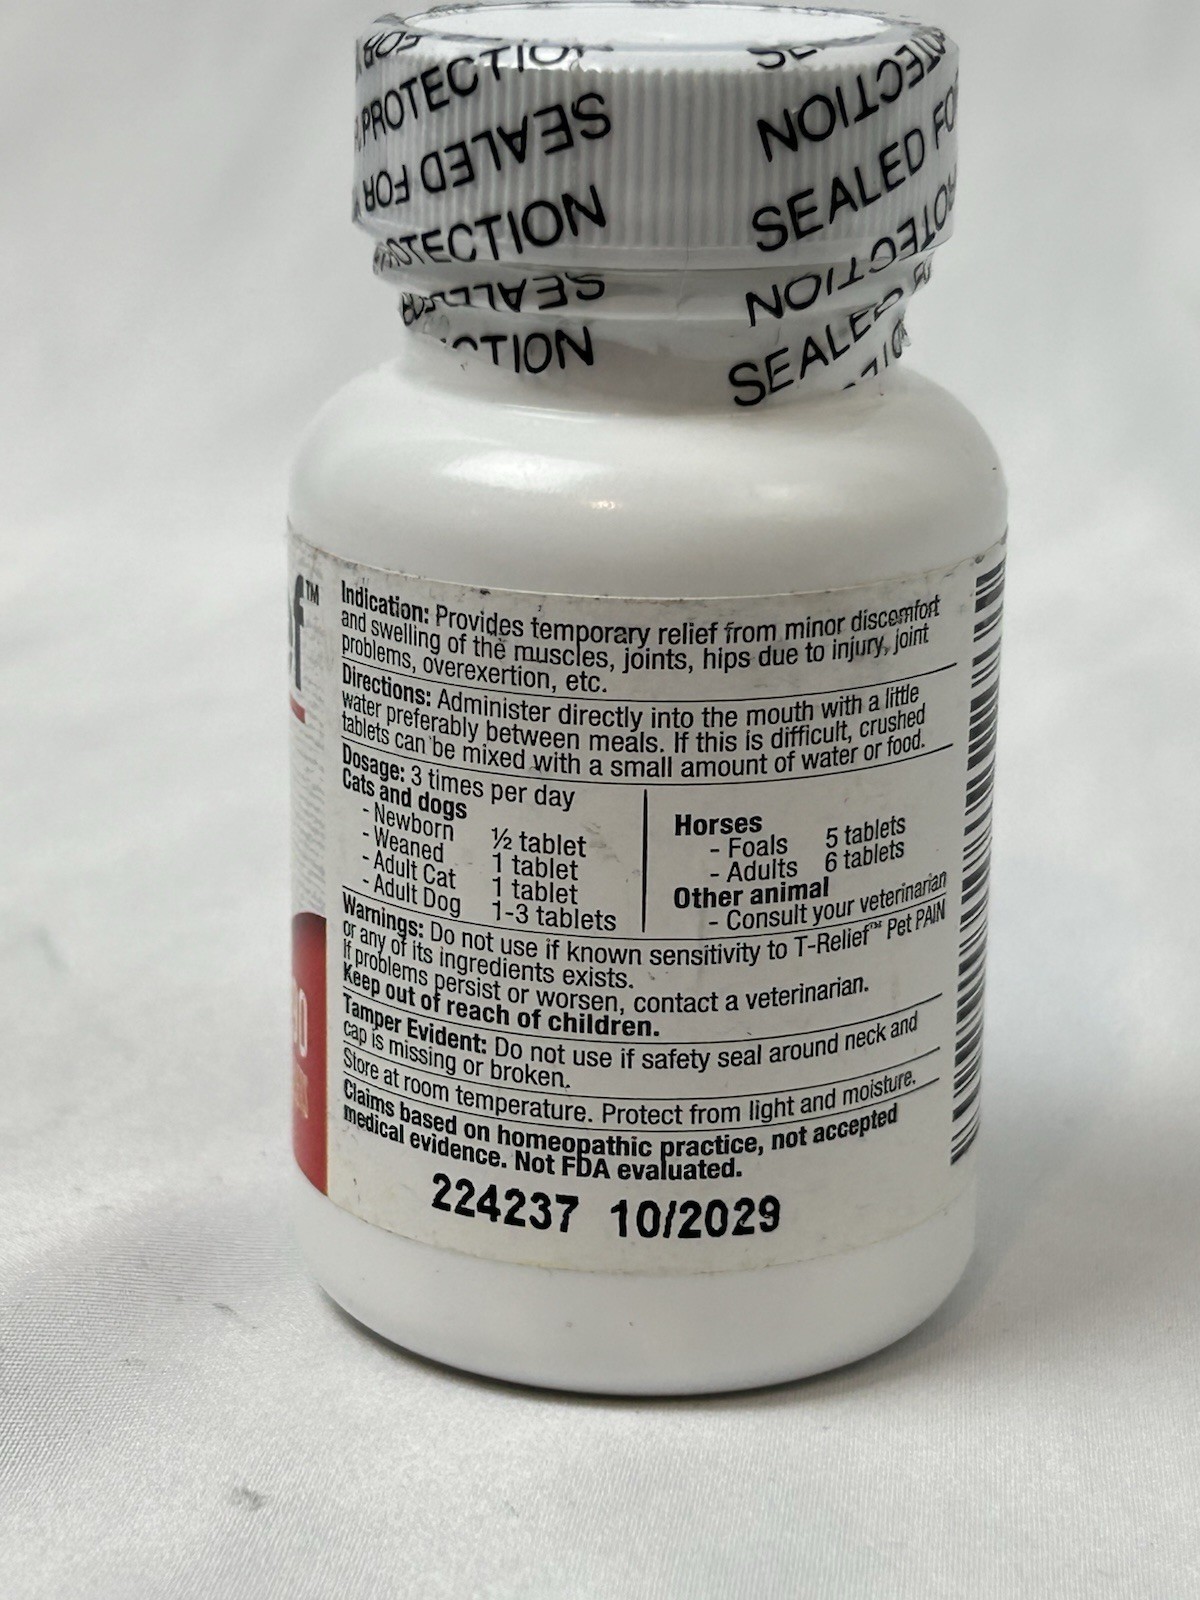 PROTECTION
SEALED FOR
SEALED FOR
PROTECTION
SEALED
SEALED
NOITION
Indication: Provides temporary relief from minor discomfort
and swelling of the muscles, joints, hips due to injury, joint
problems, overexertion, etc.
Directions: Administer directly into the mouth with a little
water preferably between meals. If this is difficult, crushed
tablets can be mixed with a small amount of water or food.
Dosage: 3 times per day
Cats and dogs
- Newborn ½ tablet
- Weaned 1 tablet
- Adult Cat 1 tablet
- Adult Dog 1-3 tablets
Horses
- Foals 5 tablets
- Adults 6 tablets
Other animal
- Consult your veterinarian
Warnings: Do not use if known sensitivity to T-Relief™ Pet PAIN
or any of its ingredients exists.
If problems persist or worsen, contact a veterinarian.
Keep out of reach of children.
Tamper Evident: Do not use if safety seal around neck and
cap is missing or broken.
Store at room temperature. Protect from light and moisture.
Claims based on homeopathic practice, not accepted
medical evidence. Not FDA evaluated.
224237 10/2029